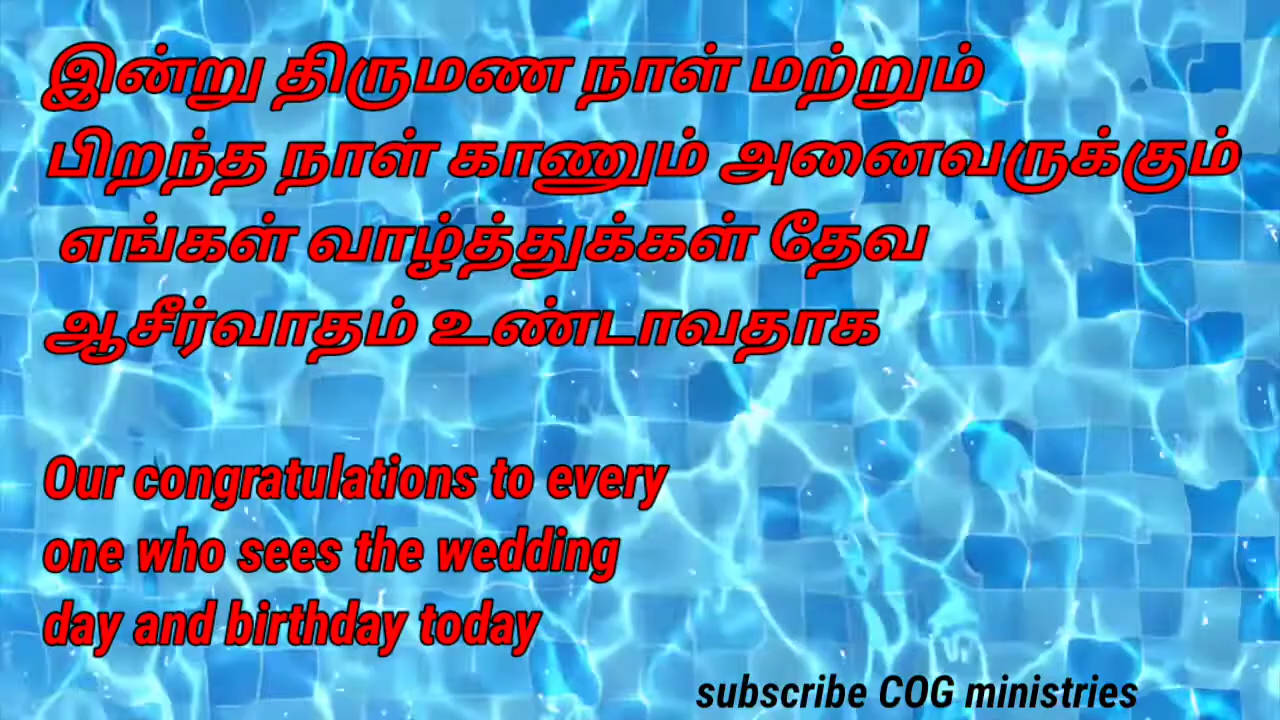 இன்று திருமண நாள் மற்றும்
பிறந்த நாள் காணும் அனைவருக்கும்
எங்கள் வாழ்த்துக்கள் தேவ
ஆசீர்வாதம் உண்டாவதாக
Our congratulations to every
one who sees the wedding
day and birthday today
subscribe COG ministries